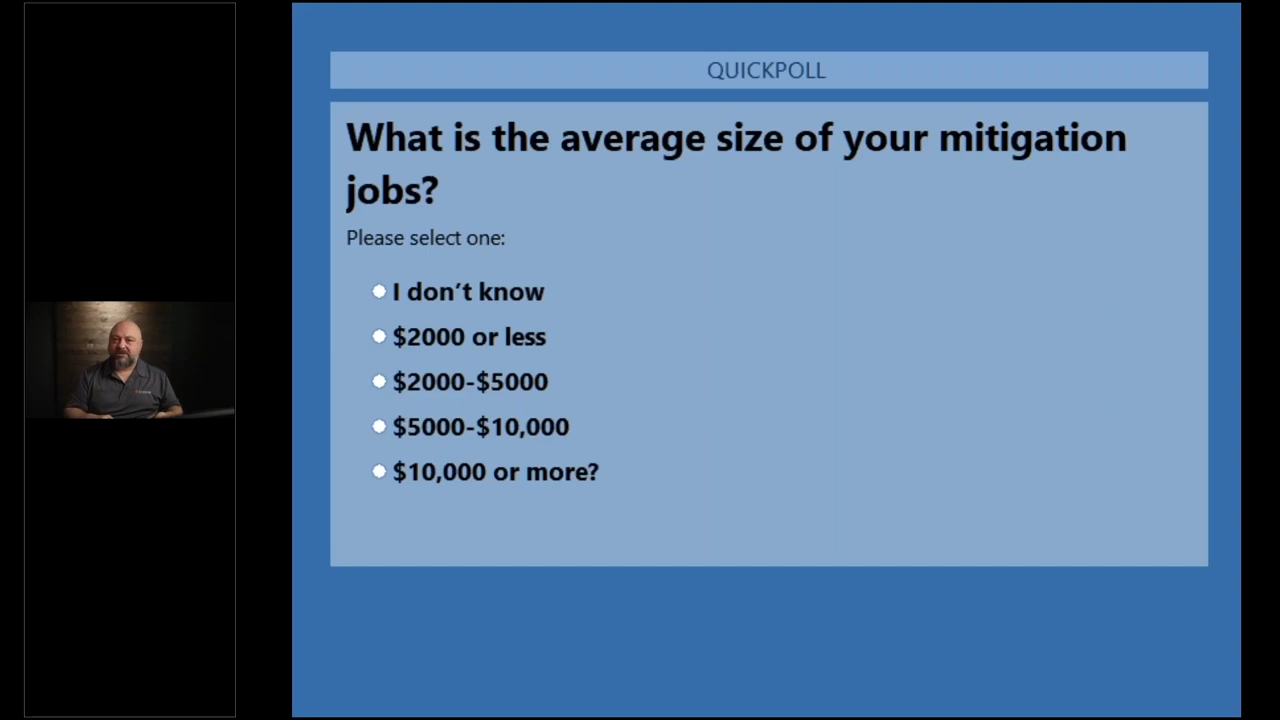 QUICKPOLL
What is the average size of your mitigation
jobs?
Please select one:
I don’t know
$2000 or less
$2000-$5000
$5000-$10,000
$10,000 or more?